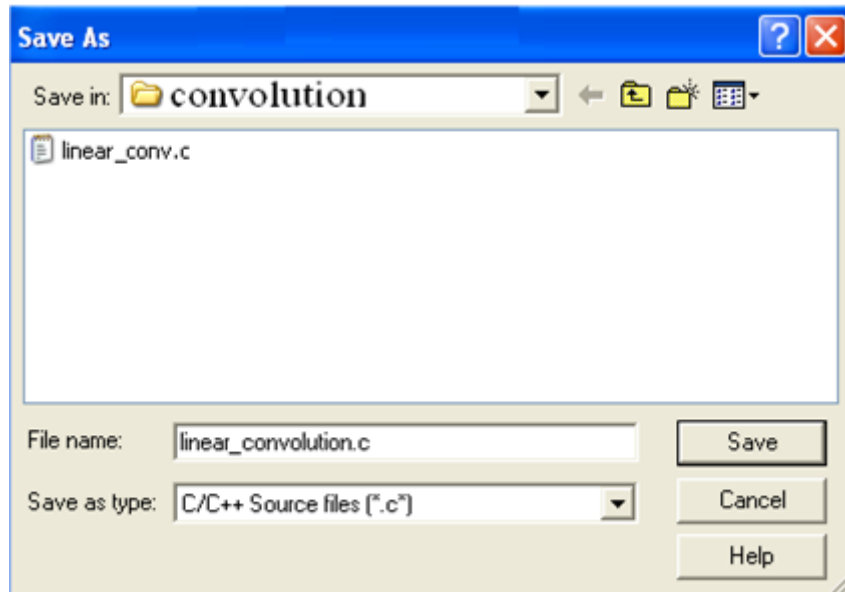 Save As
Save in: convolution
linear_conv.c
File name: linear_convolution.c Save
Save as type: C/C++ Source files (*.c*) Cancel
Help